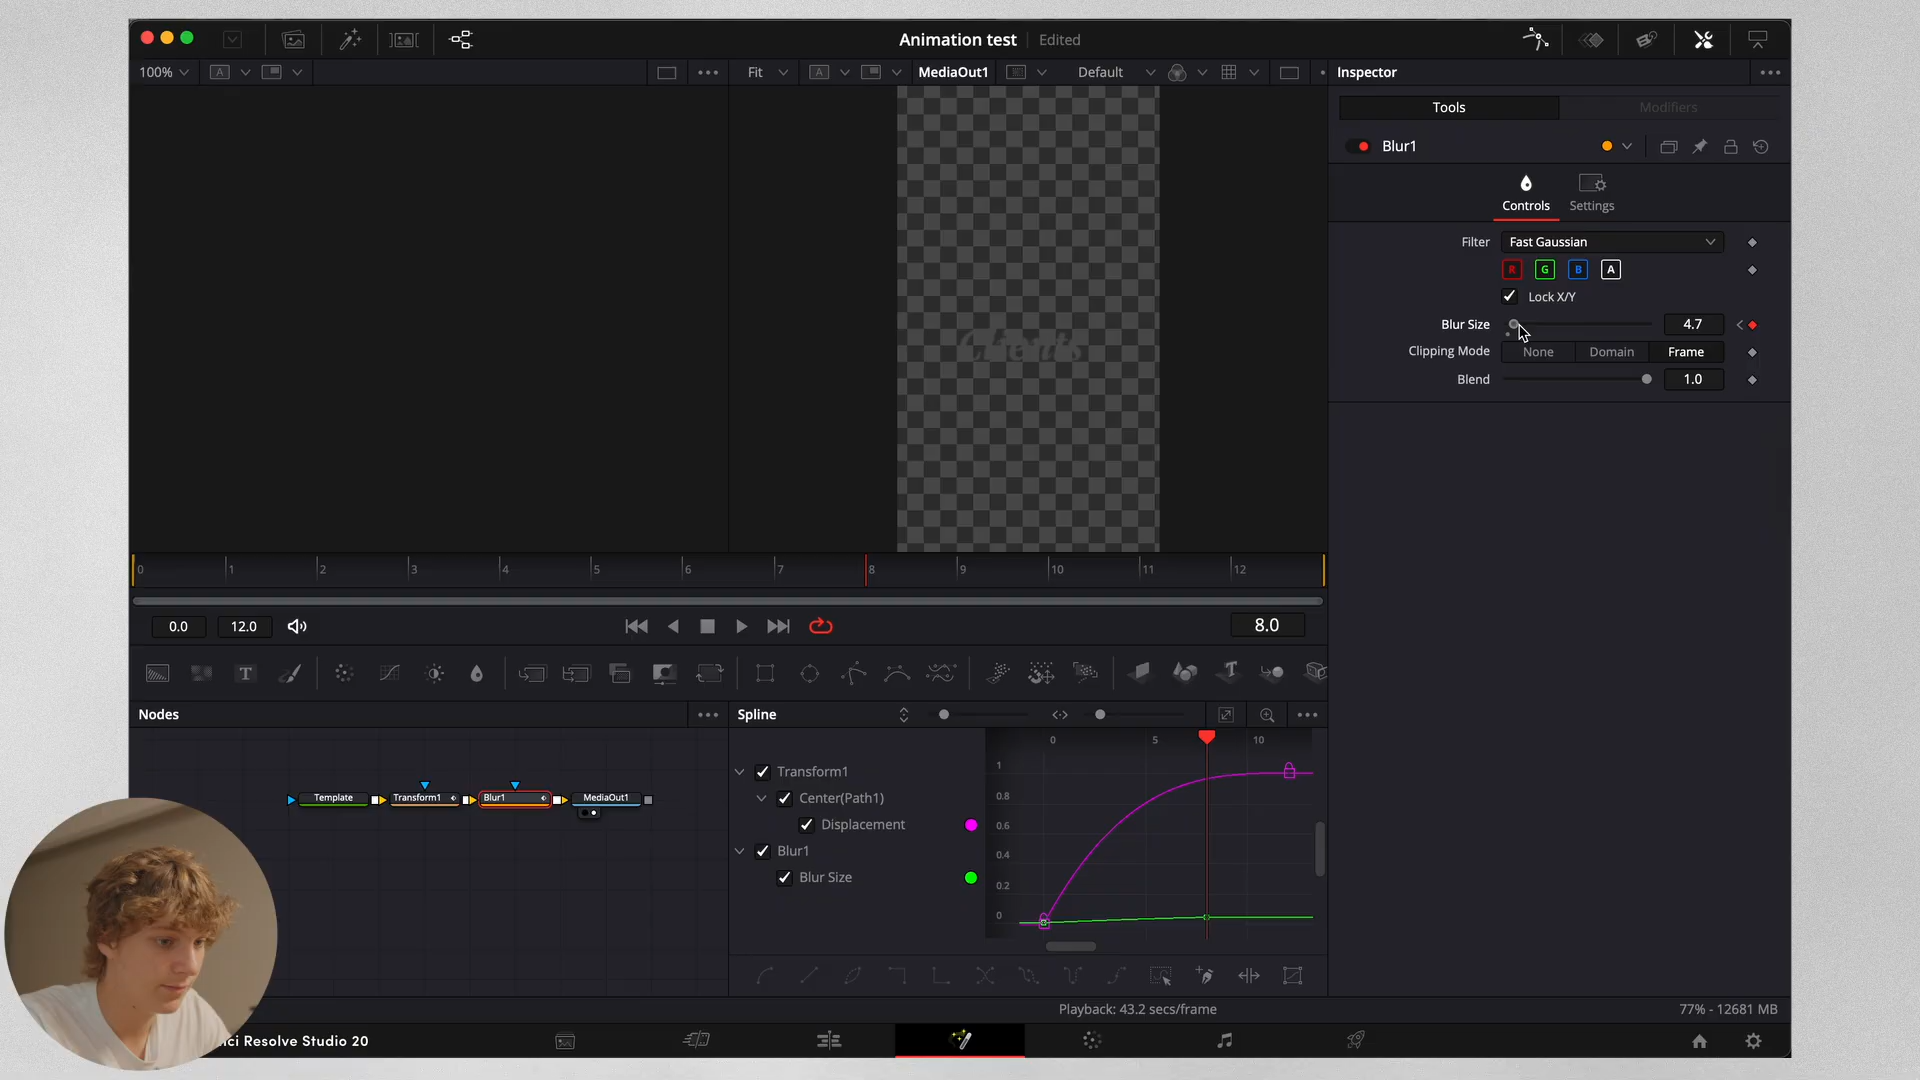 Animation test Edited
100% A Fit A MediaOut1 Default Inspector
Tools Modifiers
Blur1
Controls Settings
Filter Fast Gaussian
R G B A
Lock X/Y
Blur Size 4.7
Clipping Mode None Domain Frame
Blend 1.0
Clients
0 1 2 3 4 5 6 7 8 9 10 11 12
0.0 12.0 8.0
T T
Nodes
Template Transform1 Blur1 MediaOut1
Spline
0 5 10
1
0.8
0.6
0.4
0.2
0
Transform1
Center(Path1)
Displacement
Blur1
Blur Size
Playback: 43.2 secs/frame 77% - 12681 MB
ci Resolve Studio 20